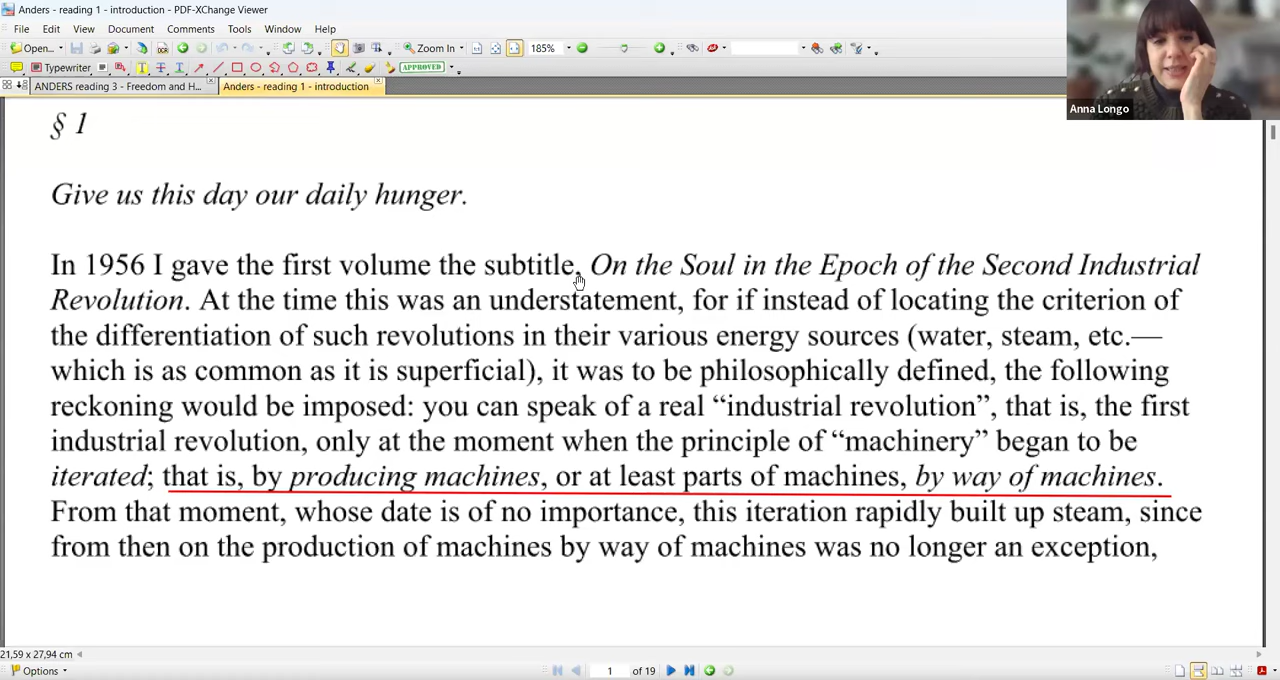 Anders - reading 1 - introduction - PDF-XChange Viewer
File Edit View Document Comments Tools Window Help
Open... Zoom In 185%
Typewriter APPROVED
ANDERS reading 3 - Freedom and H... Anders - reading 1 - introduction
Anna Longo
§ 1
Give us this day our daily hunger.
In 1956 I gave the first volume the subtitle, On the Soul in the Epoch of the Second Industrial
Revolution. At the time this was an understatement, for if instead of locating the criterion of
the differentiation of such revolutions in their various energy sources (water, steam, etc.—
which is as common as it is superficial), it was to be philosophically defined, the following
reckoning would be imposed: you can speak of a real “industrial revolution”, that is, the first
industrial revolution, only at the moment when the principle of “machinery” began to be
iterated; that is, by producing machines, or at least parts of machines, by way of machines.
From that moment, whose date is of no importance, this iteration rapidly built up steam, since
from then on the production of machines by way of machines was no longer an exception,
21,59 x 27,94 cm
Options 1 of 19